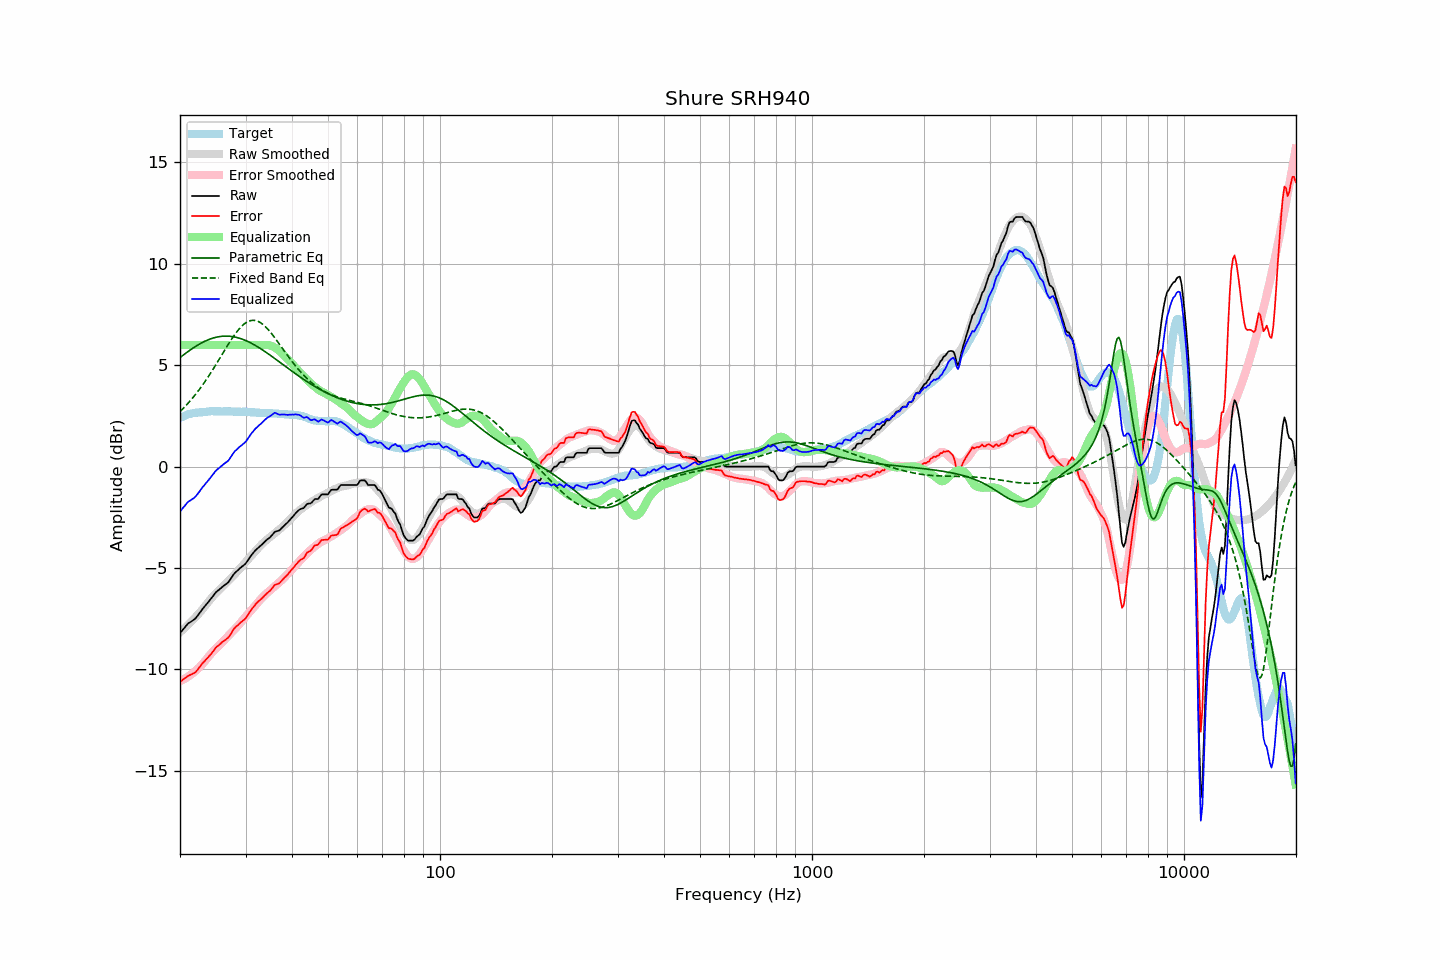 Shure SRH940
Target
Raw Smoothed
Error Smoothed
Raw
Error
Equalization
Parametric Eq
Fixed Band Eq
Equalized
15
10
5
0
−5
−10
−15
Amplitude (dBr)
100
1000
10000
Frequency (Hz)